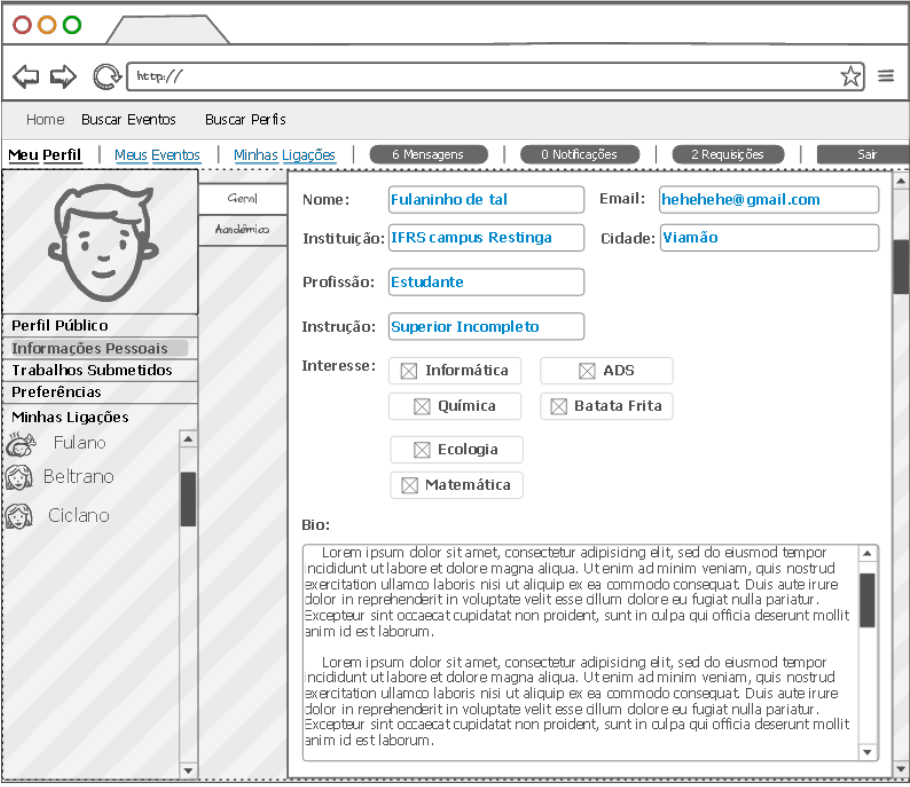 http://
Home Buscar Eventos Buscar Perfis
Meu Perfil | Meus Eventos | Minhas Ligações | 6 Mensagens | 0 Notificações | 2 Requisições | Sair
Geral
Acadêmico
Perfil Público
Informações Pessoais
Trabalhos Submetidos
Preferências
Minhas Ligações
Fulano
Beltrano
Ciclano
Nome: Fulaninho de tal Email: hehehehe@gmail.com
Instituição: IFRS campus Restinga Cidade: Viamão
Profissão: Estudante
Instrução: Superior Incompleto
Interesse: Informática ADS
Química Batata Frita
Ecologia
Matemática
Bio:
Lorem ipsum dolor sit amet, consectetur adipisicing elit, sed do eiusmod tempor
incididunt ut labore et dolore magna aliqua. Ut enim ad minim veniam, quis nostrud
exercitation ullamco laboris nisi ut aliquip ex ea commodo consequat. Duis aute irure
dolor in reprehenderit in voluptate velit esse cillum dolore eu fugiat nulla pariatur.
Excepteur sint occaecat cupidatat non proident, sunt in culpa qui officia deserunt mollit
anim id est laborum.
Lorem ipsum dolor sit amet, consectetur adipisicing elit, sed do eiusmod tempor
incididunt ut labore et dolore magna aliqua. Ut enim ad minim veniam, quis nostrud
exercitation ullamco laboris nisi ut aliquip ex ea commodo consequat. Duis aute irure
dolor in reprehenderit in voluptate velit esse cillum dolore eu fugiat nulla pariatur.
Excepteur sint occaecat cupidatat non proident, sunt in culpa qui officia deserunt mollit
anim id est laborum.